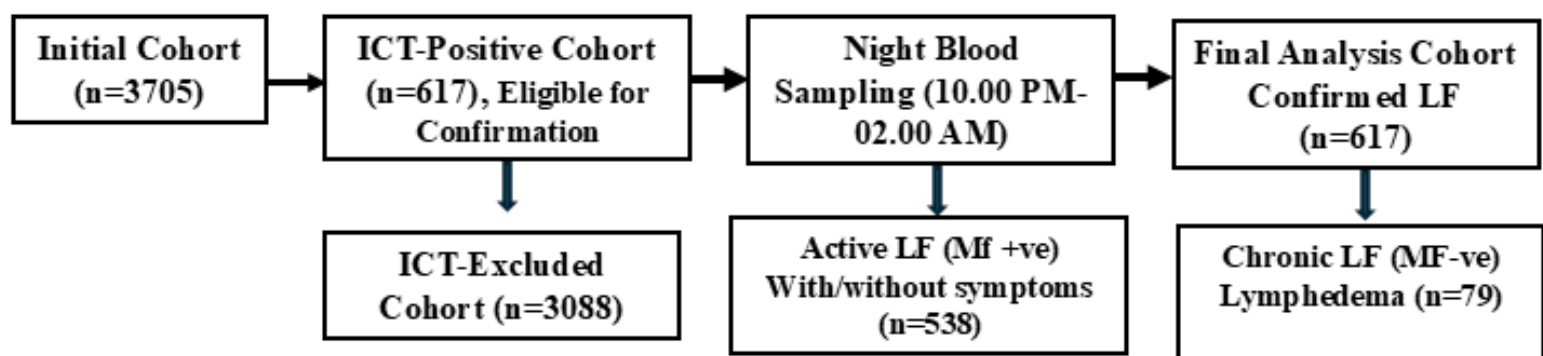 Initial Cohort
(n=3705)
ICT-Positive Cohort
(n=617), Eligible for
Confirmation
Night Blood
Sampling (10.00 PM-
02.00 AM)
Final Analysis Cohort
Confirmed LF
(n=617)
ICT-Excluded
Cohort (n=3088)
Active LF (Mf +ve)
With/without symptoms
(n=538)
Chronic LF (MF-ve)
Lymphedema (n=79)